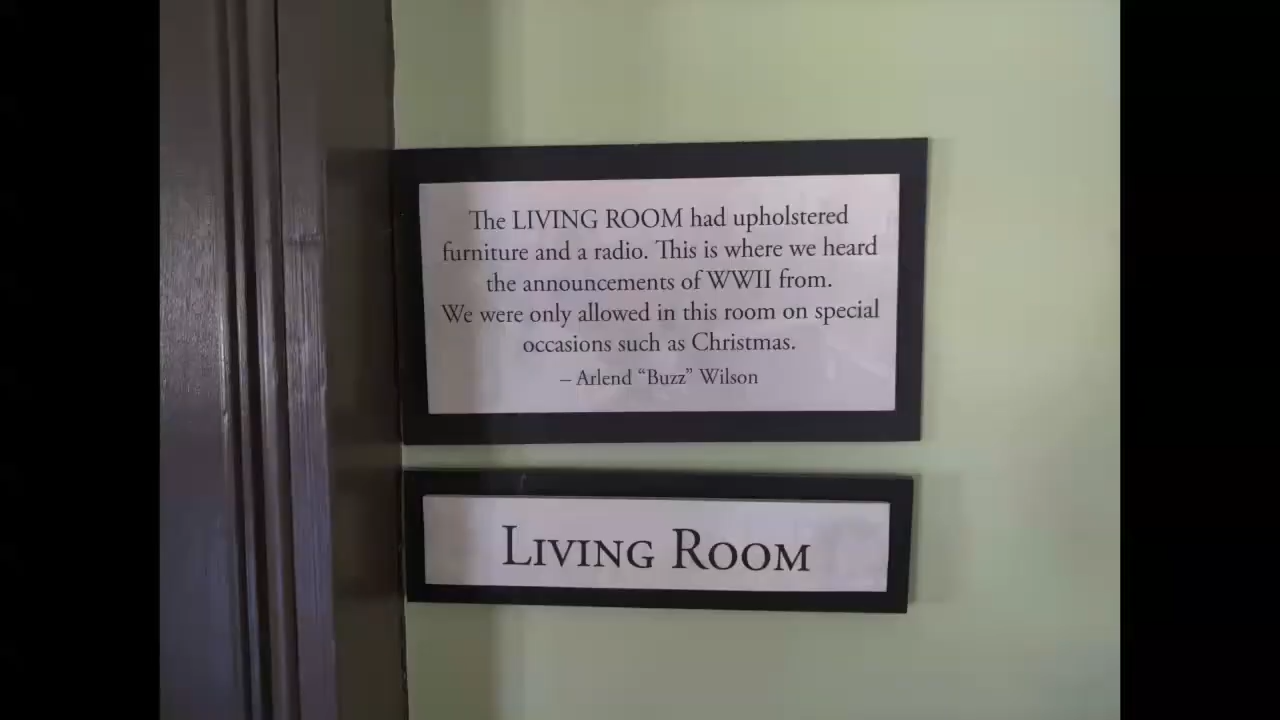 The LIVING ROOM had upholstered
furniture and a radio. This is where we heard
the announcements of WWII from.
We were only allowed in this room on special
occasions such as Christmas.
– Arlend “Buzz” Wilson
LIVING ROOM